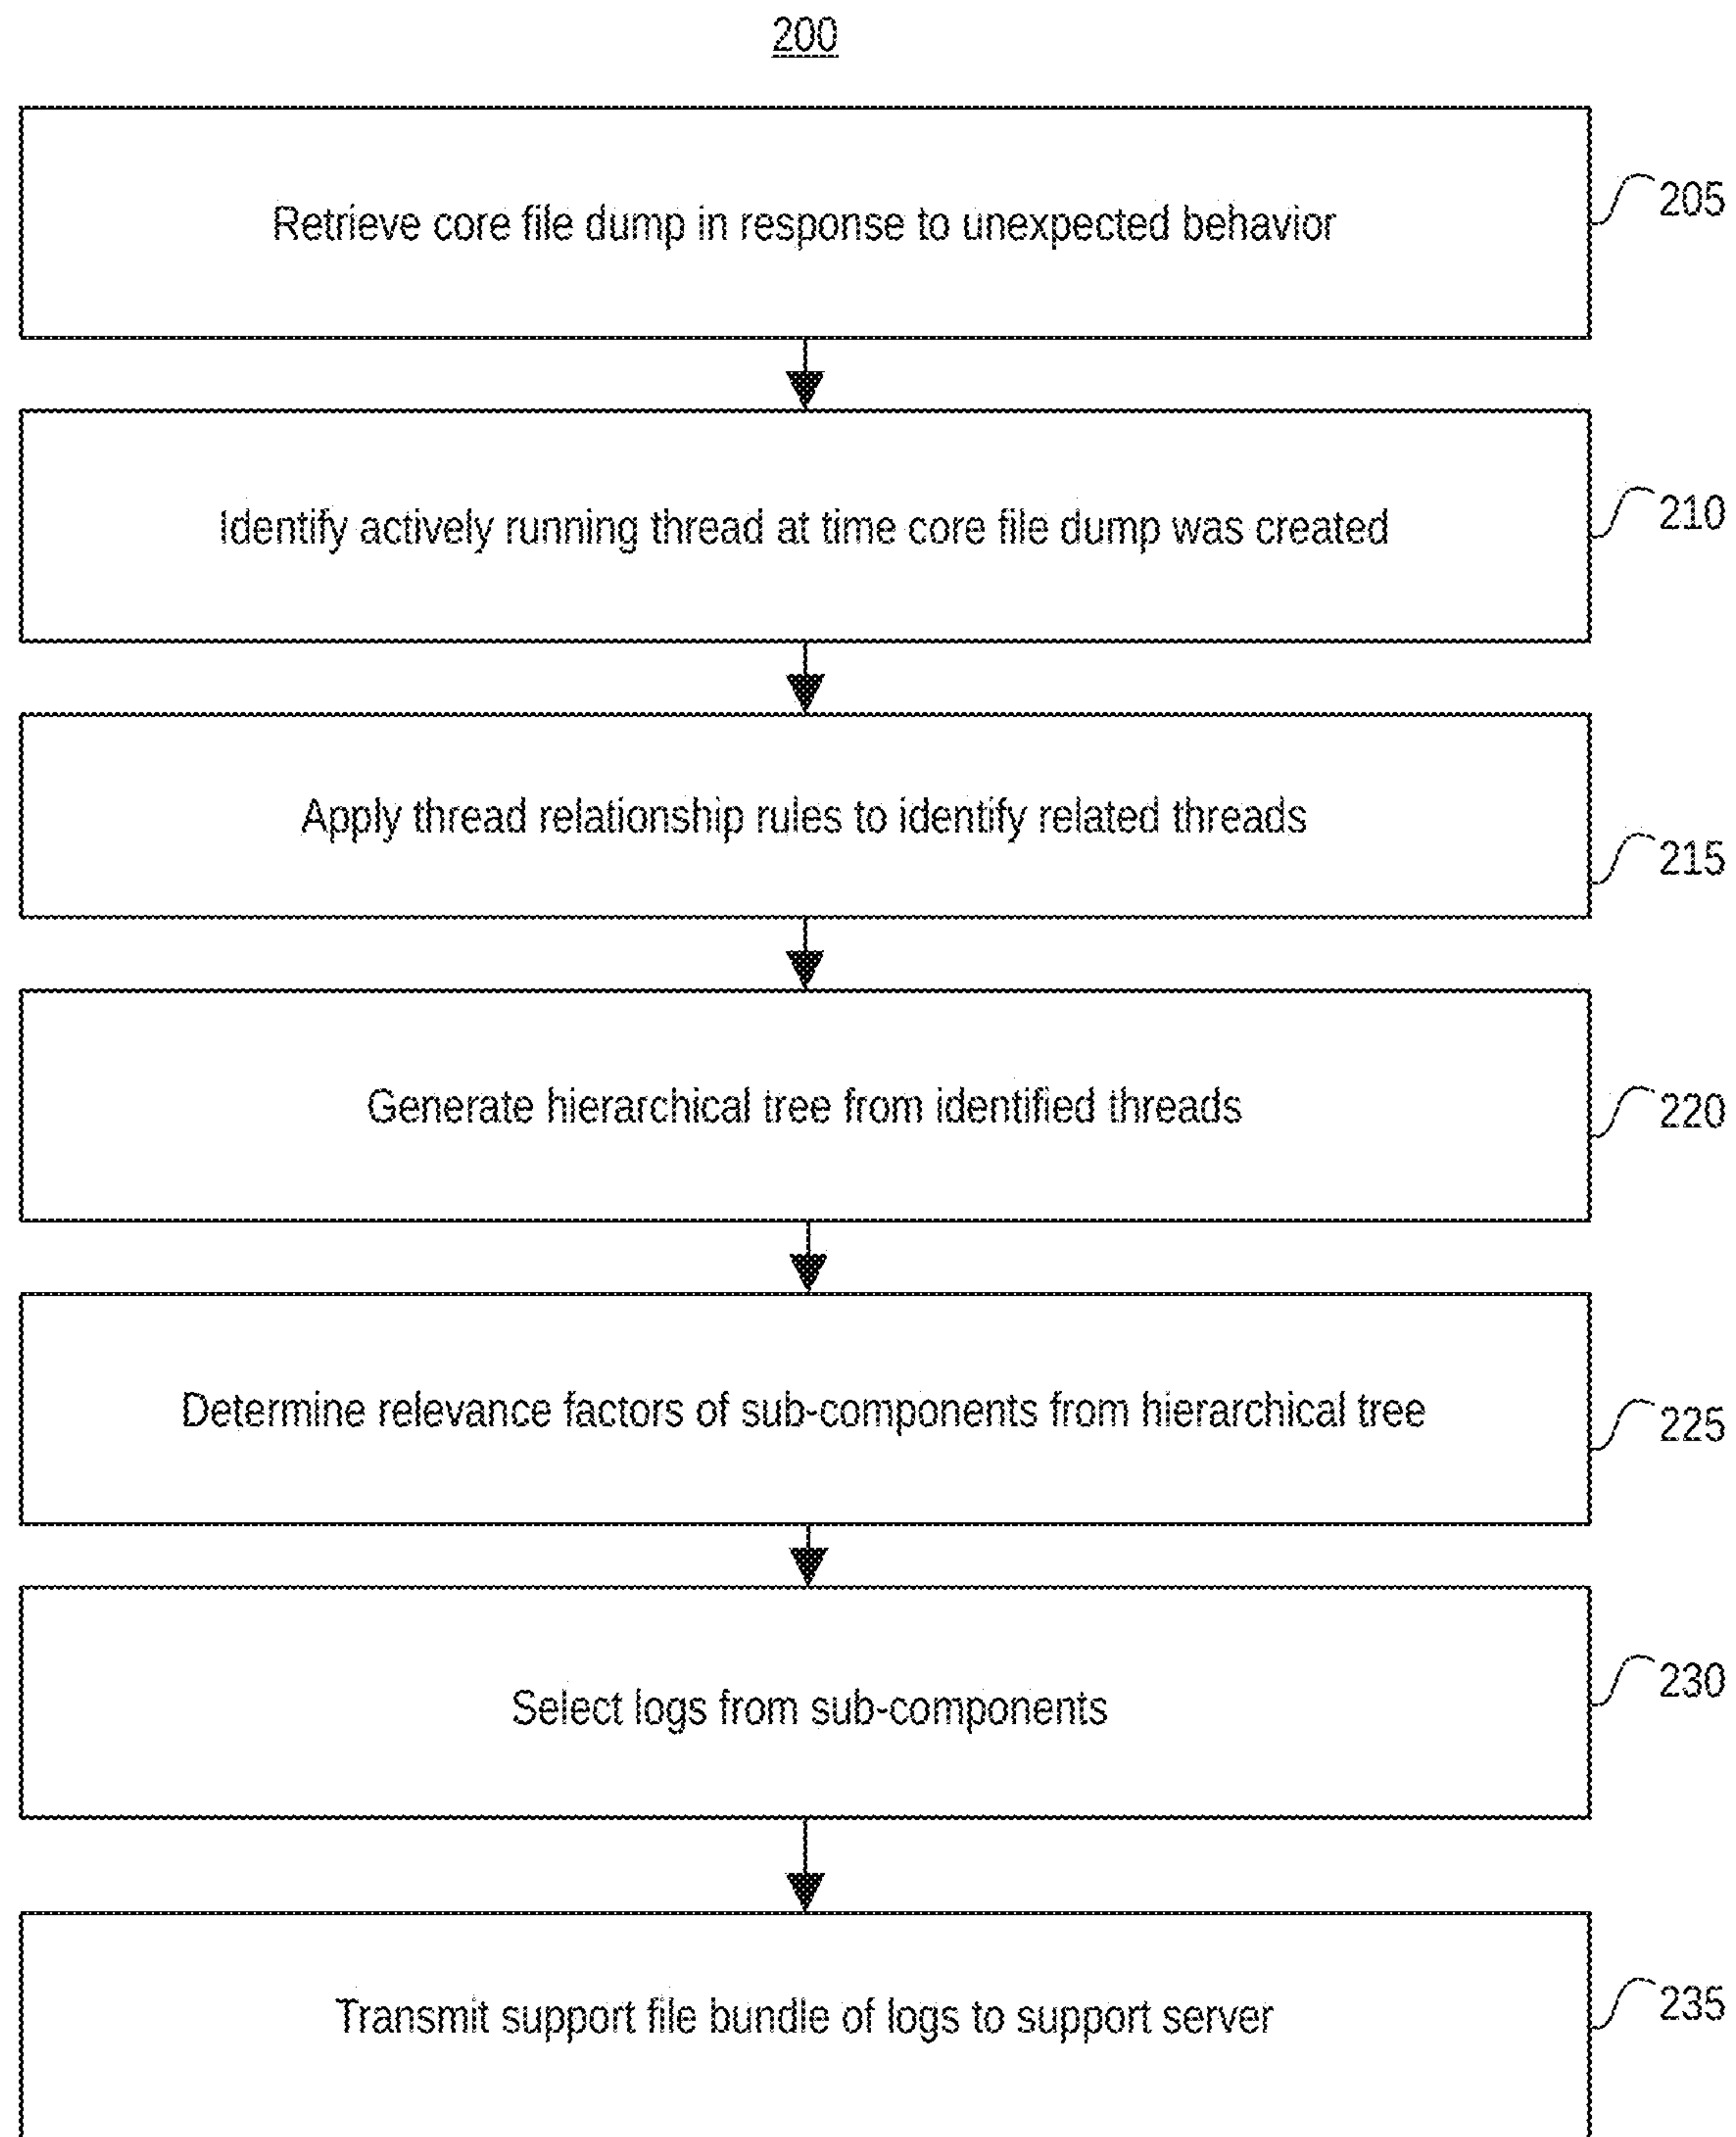 200
Retrieve core file dump in response to unexpected behavior
205
Identify actively running thread at time core file dump was created
210
Apply thread relationship rules to identify related threads
215
Generate hierarchical tree from identified threads
220
Determine relevance factors of sub-components from hierarchical tree
225
Select logs from sub-components
230
Transmit support file bundle of logs to support server
235